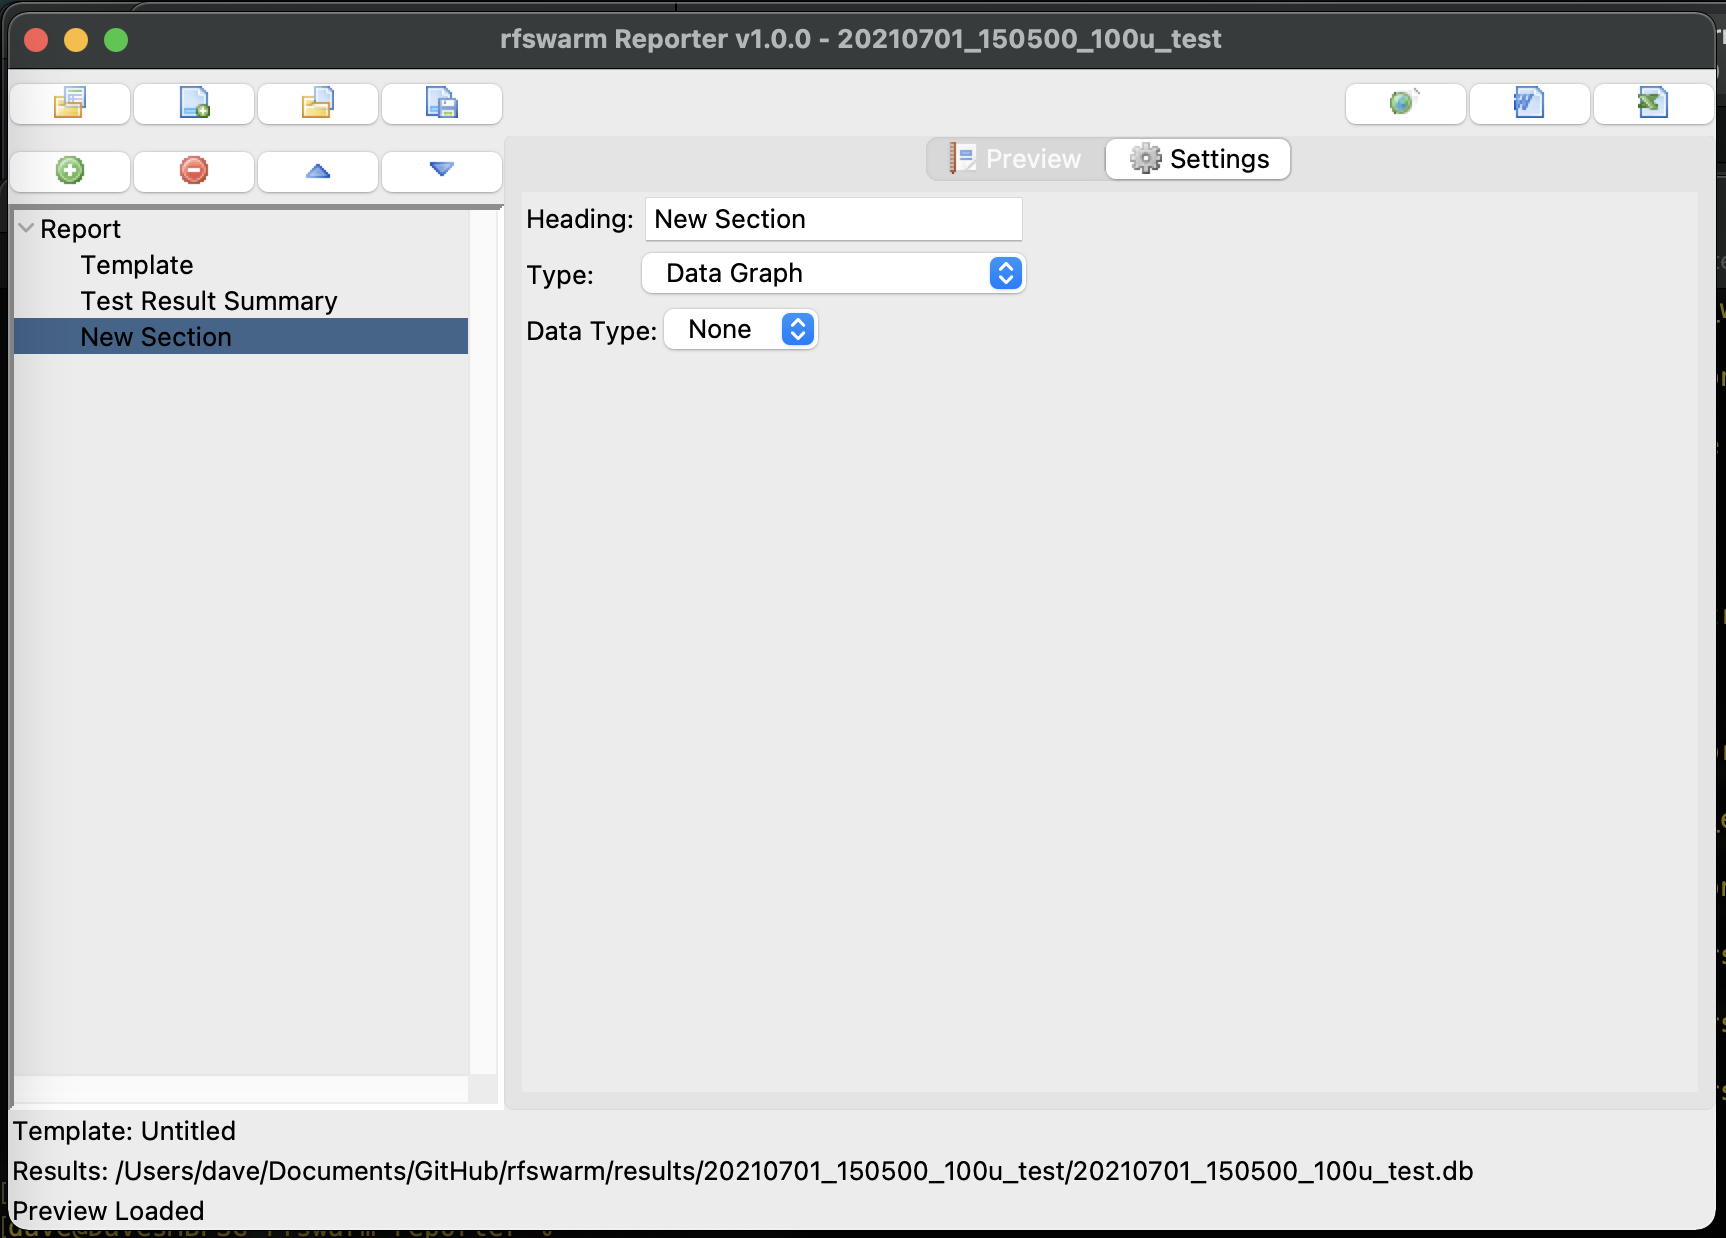 rfswarm Reporter v1.0.0 - 20210701_150500_100u_test
Preview
Settings
Report
Template
Test Result Summary
New Section
Heading: New Section
Type: Data Graph
Data Type: None
Template: Untitled
Results: /Users/dave/Documents/GitHub/rfswarm/results/20210701_150500_100u_test/20210701_150500_100u_test.db
Preview Loaded